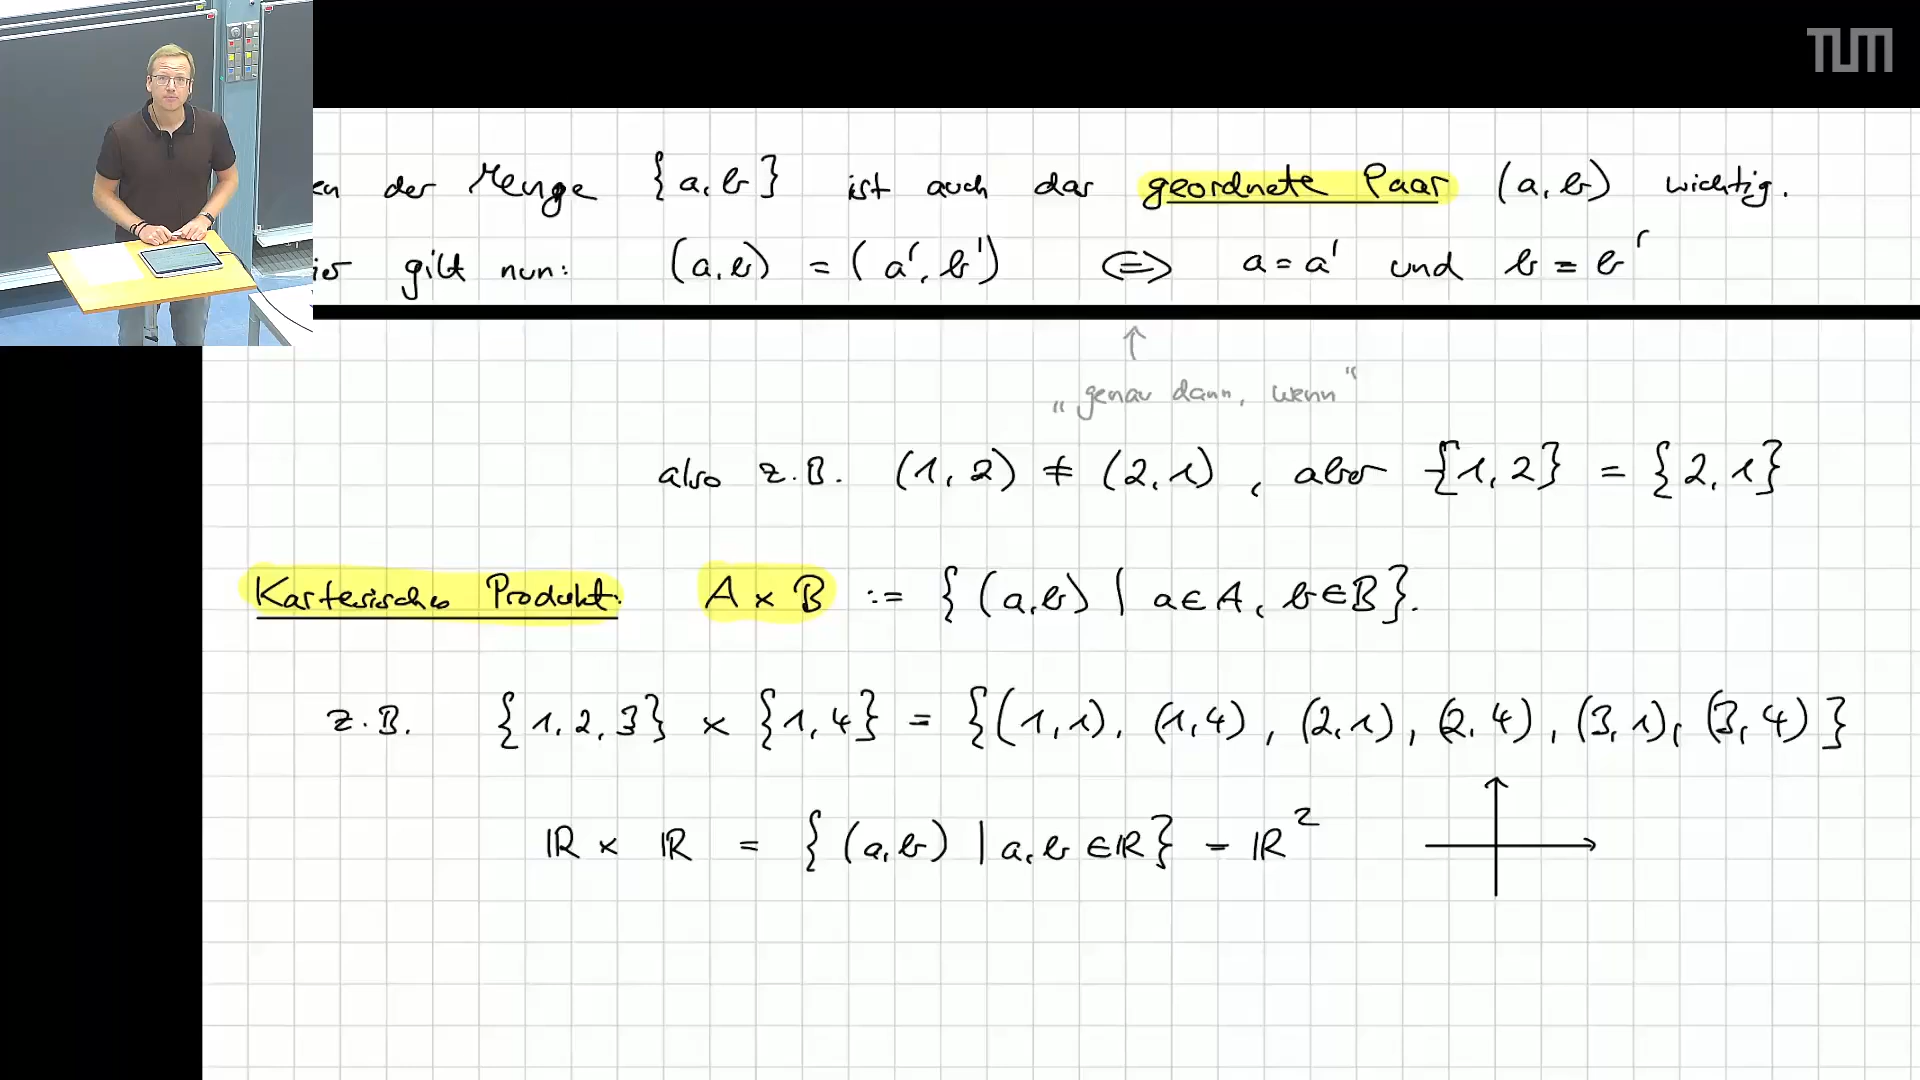 TUM
en der Menge {a, b} ist auch das geordnete Paar (a, b) wichtig.
ier gilt nun: (a, b) = (a', b') ⇔ a = a' und b = b'
↑
„genau dann, wenn“
also z.B. (1, 2) ≠ (2, 1), aber {1, 2} = {2, 1}
Kartesisches Produkt: A × B := {(a, b) | a ∈ A, b ∈ B}.
z.B. {1, 2, 3} × {1, 4} = {(1, 1), (1, 4), (2, 1), (2, 4), (3, 1), (3, 4)}
ℝ × ℝ = {(a, b) | a, b ∈ ℝ} = ℝ²